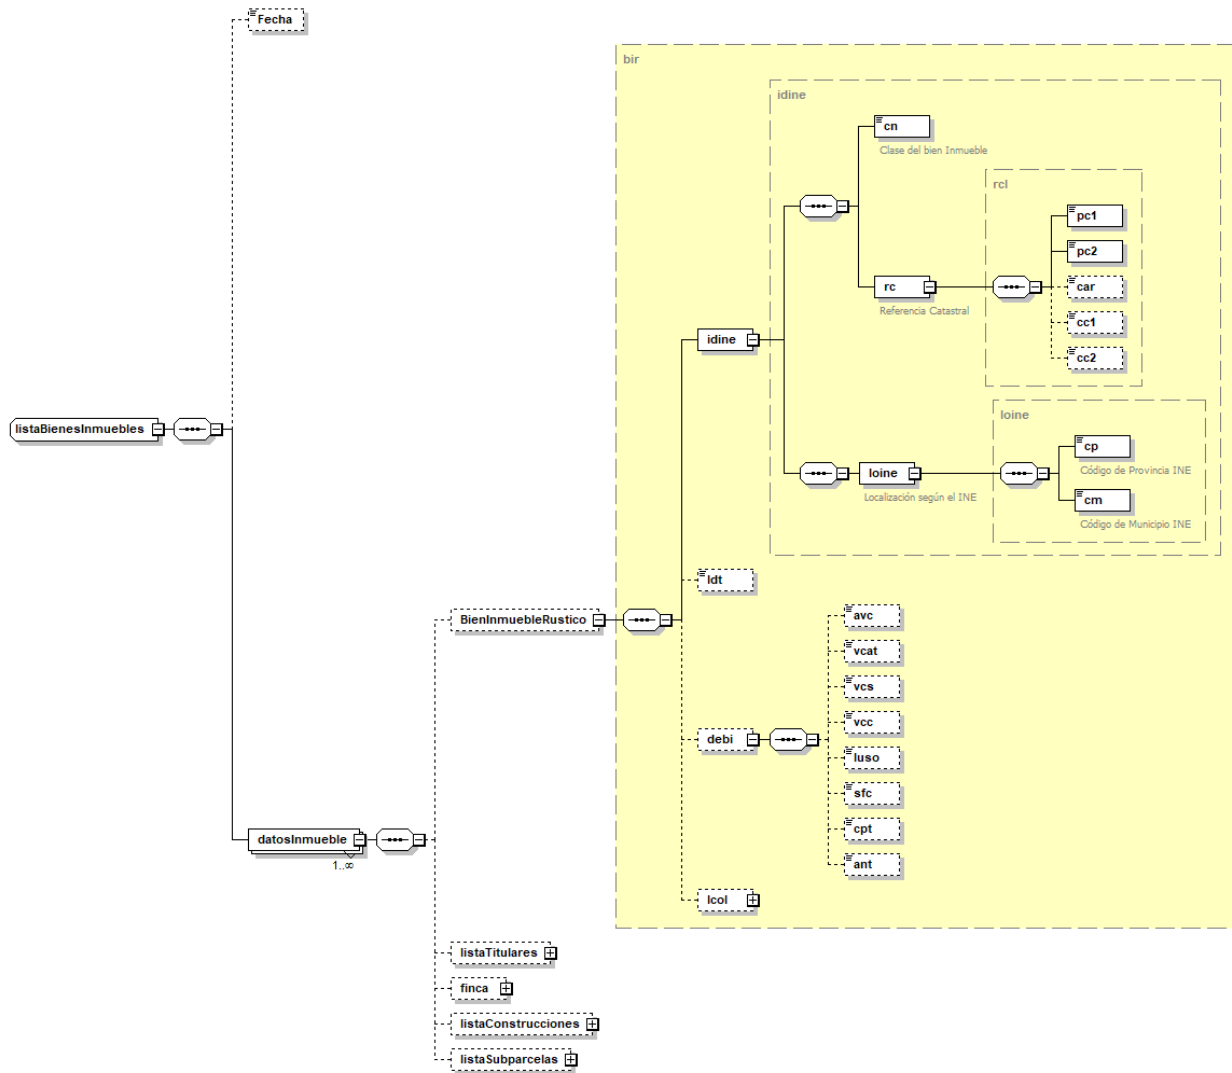 Fecha
bir
idine
cn
Clase del bien Inmueble
rcl
pc1
pc2
car
cc1
cc2
rc
Referencia Catastral
idine
listaBienesInmuebles
loine
loine
Localización según el INE
cp
Código de Provincia INE
cm
Código de Municipio INE
ldt
BienInmuebleRustico
debi
avc
vcat
vcs
vcc
luso
sfc
cpt
ant
datosInmueble
1..∞
lcol
listaTitulares
finca
listaConstrucciones
listaSubparcelas